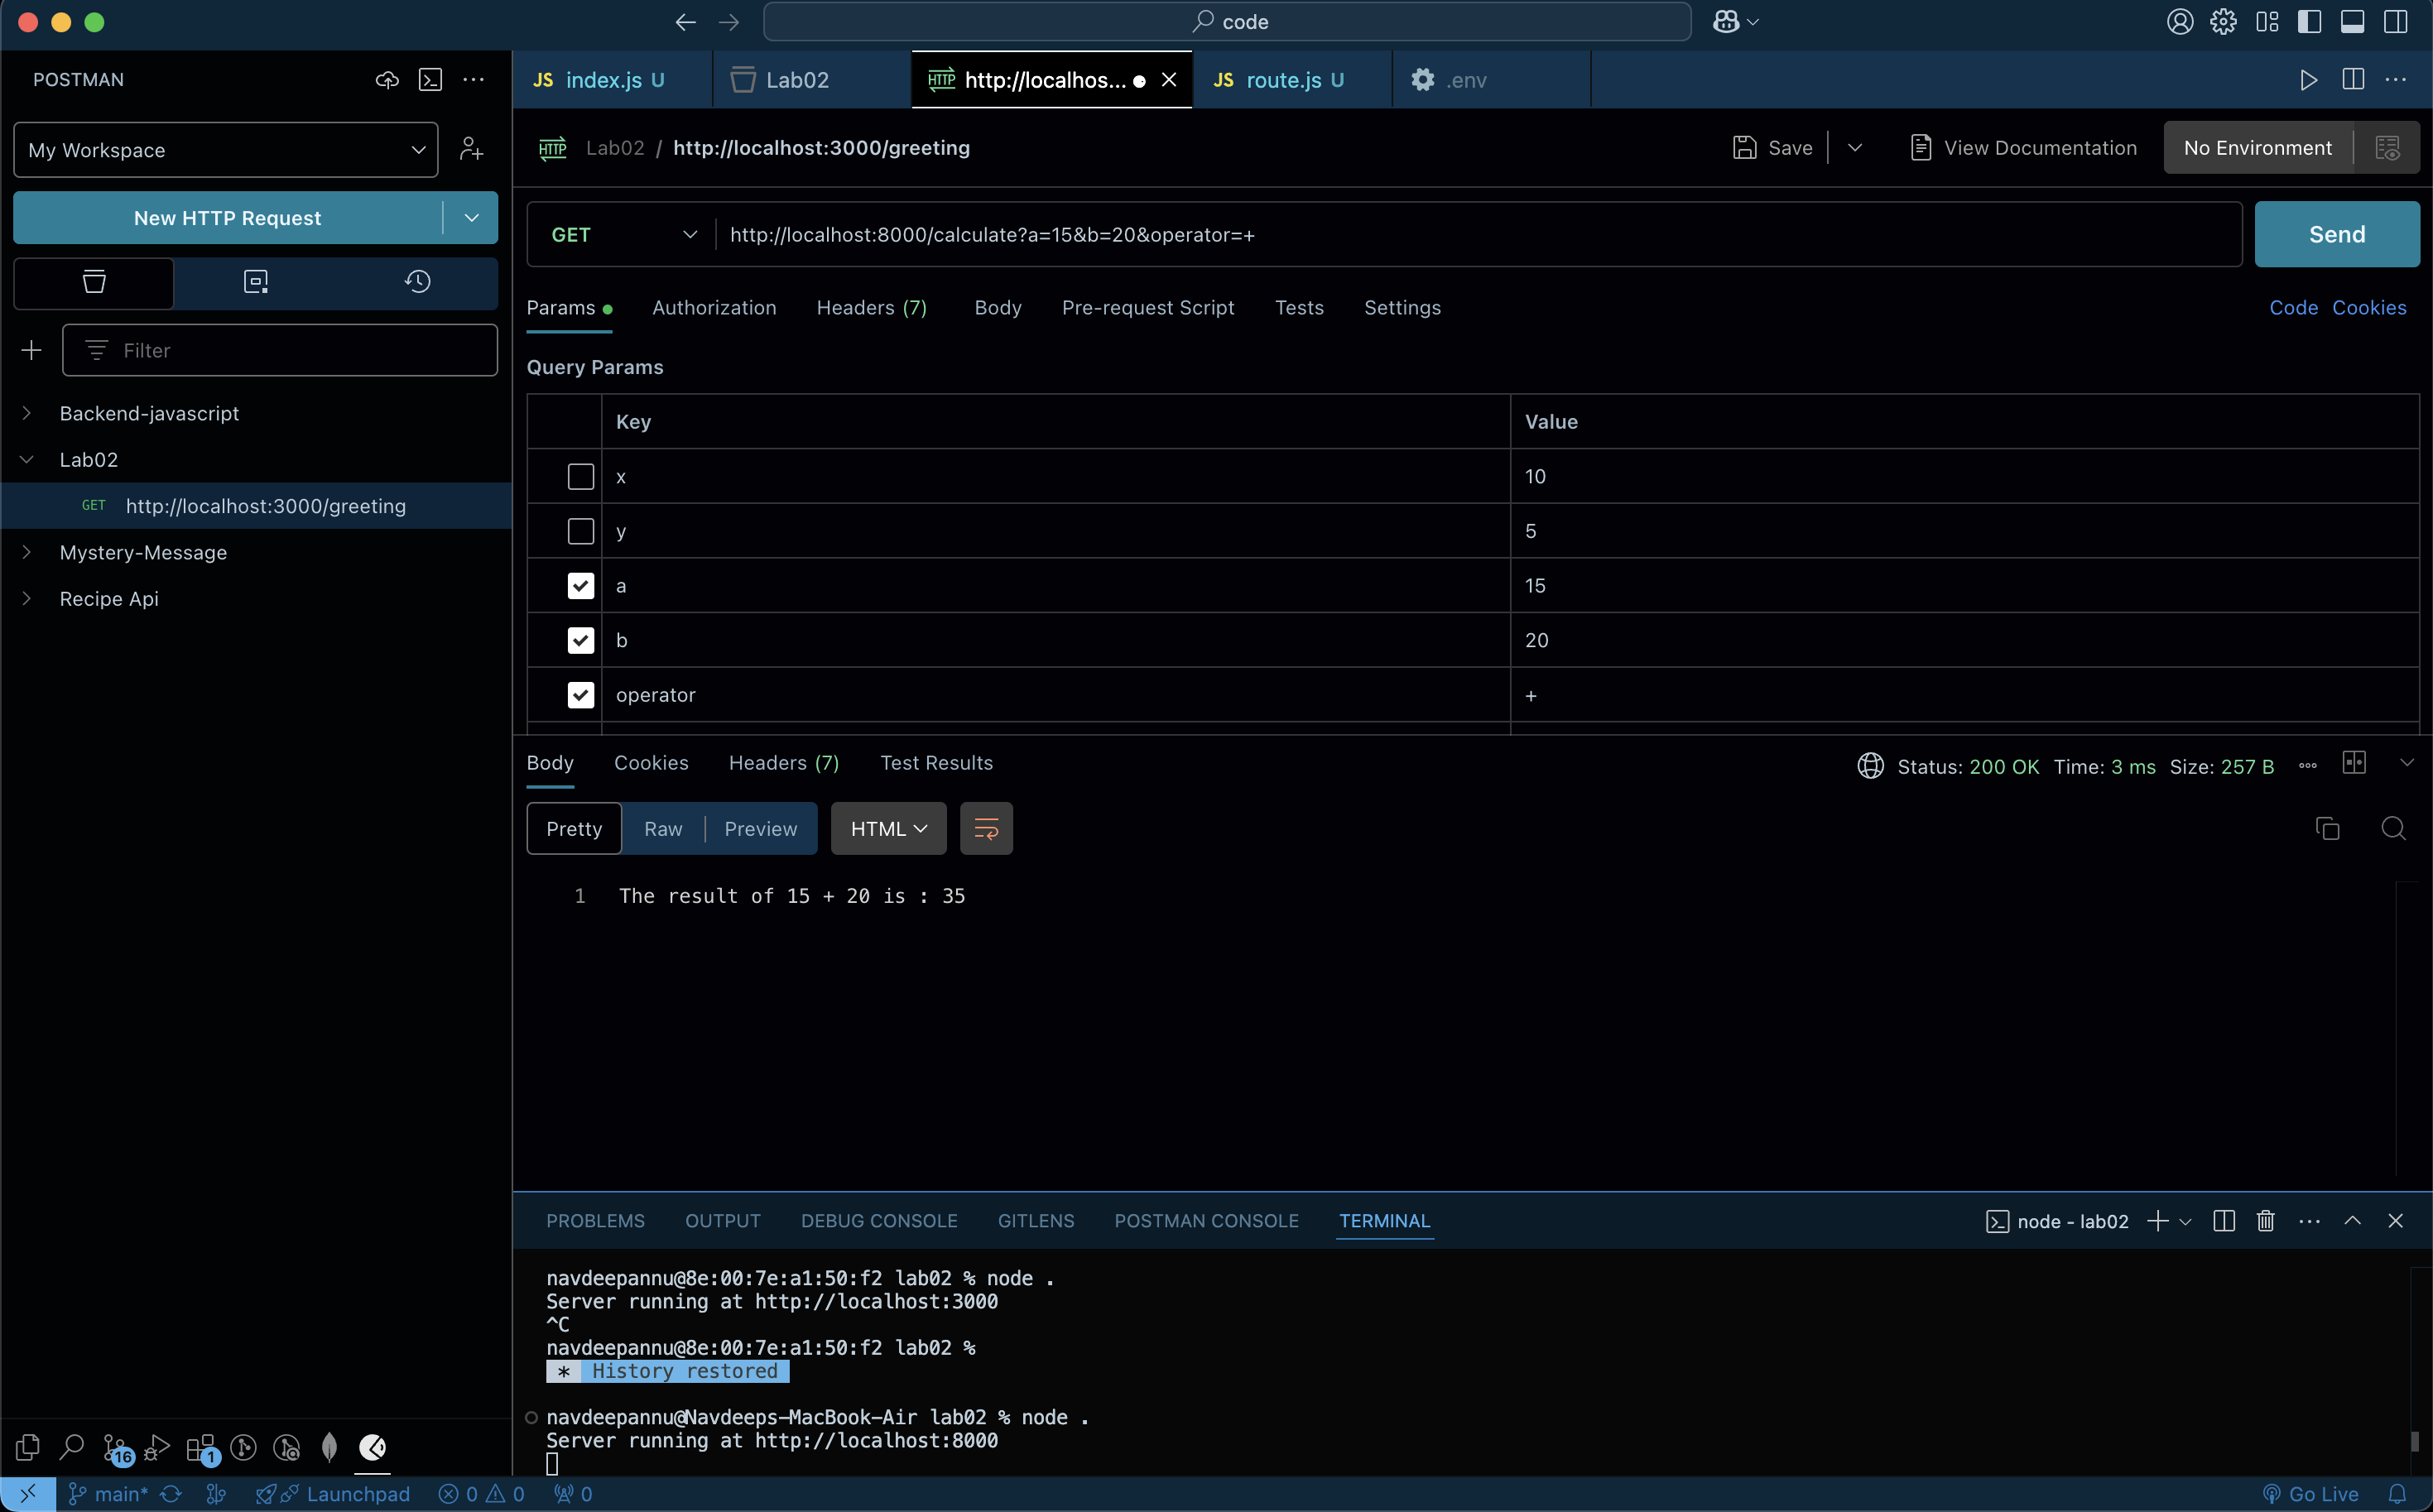 code
POSTMAN
JS index.js U
Lab02
HTTP http://localhos...
JS route.js U
.env
My Workspace
HTTP Lab02 / http://localhost:3000/greeting
Save
View Documentation
No Environment
New HTTP Request
GET
http://localhost:8000/calculate?a=15&b=20&operator=+
Send
Params
Authorization
Headers (7)
Body
Pre-request Script
Tests
Settings
Code
Cookies
Filter
Query Params
Backend-javascript
Lab02
GET http://localhost:3000/greeting
Mystery-Message
Recipe Api
Key Value
x 10
y 5
a 15
b 20
operator +
Body
Cookies
Headers (7)
Test Results
Status: 200 OK Time: 3 ms Size: 257 B
Pretty
Raw
Preview
HTML
1 The result of 15 + 20 is : 35
PROBLEMS
OUTPUT
DEBUG CONSOLE
GITLENS
POSTMAN CONSOLE
TERMINAL
node - lab02
navdeepannu@8e:00:7e:a1:50:f2 lab02 % node .
Server running at http://localhost:3000
^C
navdeepannu@8e:00:7e:a1:50:f2 lab02 %
* History restored
navdeepannu@Navdeeps-MacBook-Air lab02 % node .
Server running at http://localhost:8000
16
1
main*
Launchpad
0
0
0
Go Live